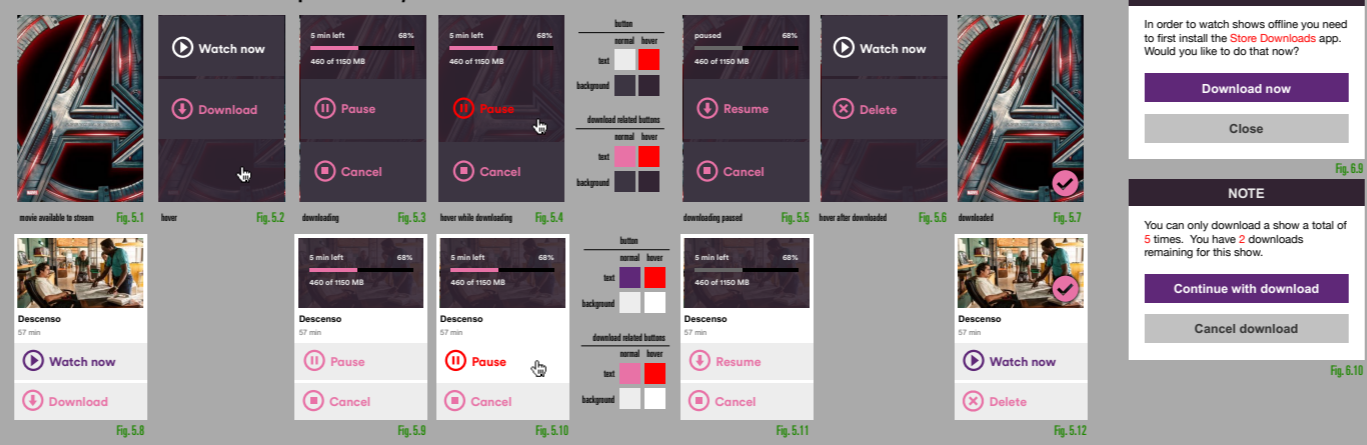 Watch now
Download
5 min left 68%
460 of 1150 MB
Pause
Cancel
5 min left 68%
460 of 1150 MB
Pause
Cancel
button
normal hover
text
background
download related buttons
normal hover
text
background
paused 68%
460 of 1150 MB
Resume
Cancel
Watch now
Delete
MARVEL
MARVEL
movie available to stream Fig. 5.1
hover Fig. 5.2
downloading Fig. 5.3
hover while downloading Fig. 5.4
downloading paused Fig. 5.5
hover after downloaded Fig. 5.6
downloaded Fig. 5.7
Descenso
57 min
Watch now
Download
Fig. 5.8
5 min left 68%
460 of 1150 MB
Descenso
57 min
Pause
Cancel
Fig. 5.9
5 min left 68%
460 of 1150 MB
Descenso
57 min
Pause
Cancel
Fig. 5.10
button
normal hover
text
background
download related buttons
normal hover
text
background
5 min left 68%
460 of 1150 MB
Descenso
57 min
Resume
Cancel
Fig. 5.11
Descenso
57 min
Watch now
Delete
Fig. 5.12
In order to watch shows offline you need
to first install the Store Downloads app.
Would you like to do that now?
Download now
Close
Fig. 6.9
NOTE
You can only download a show a total of
5 times. You have 2 downloads
remaining for this show.
Continue with download
Cancel download
Fig. 6.10